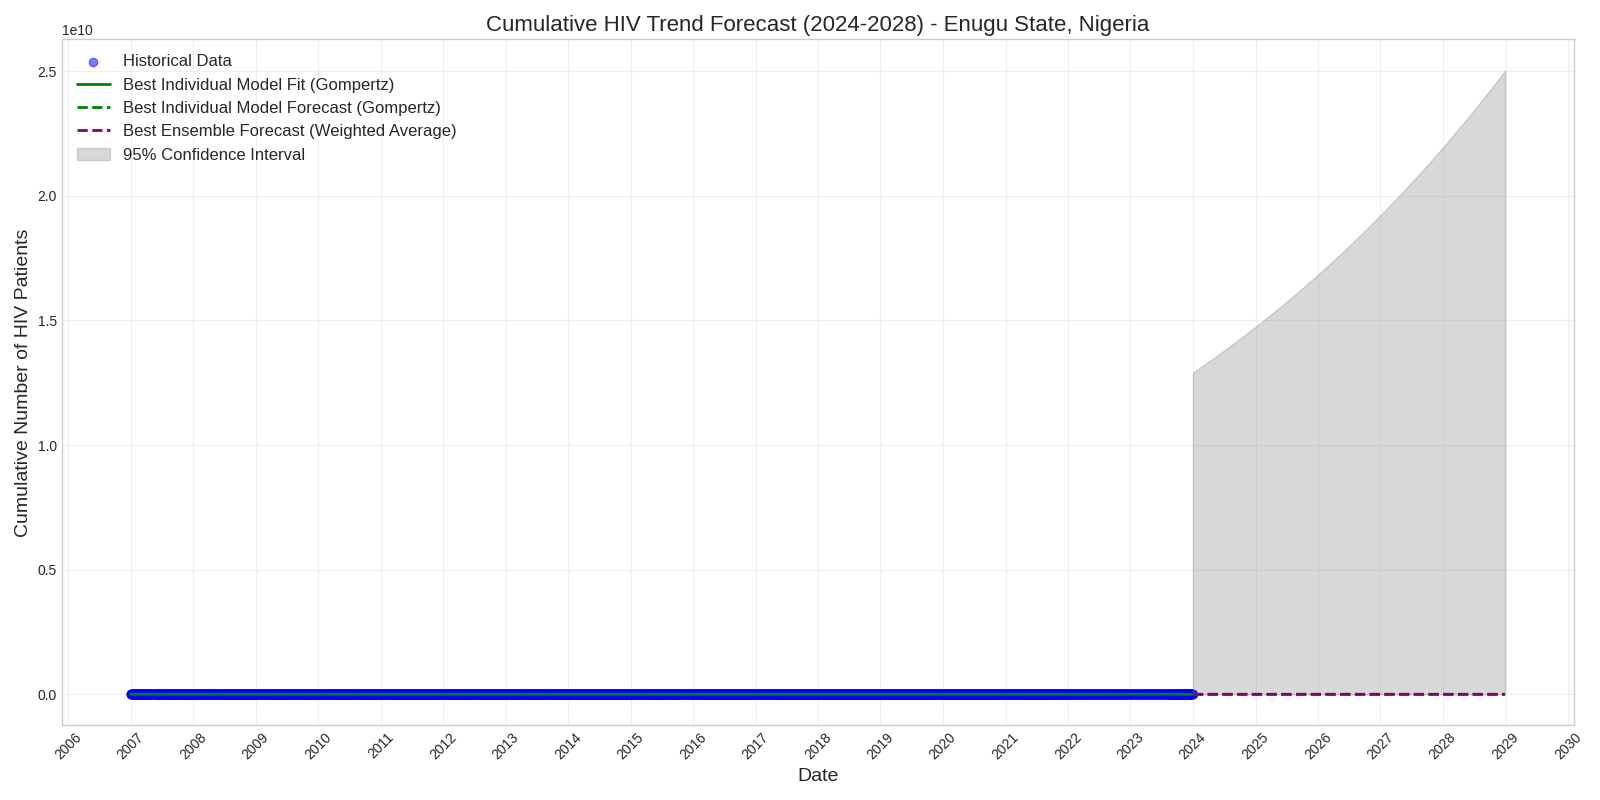 Cumulative HIV Trend Forecast (2024-2028) - Enugu State, Nigeria
1e10
Historical Data
Best Individual Model Fit (Gompertz)
Best Individual Model Forecast (Gompertz)
Best Ensemble Forecast (Weighted Average)
95% Confidence Interval
Cumulative Number of HIV Patients
2.5
2.0
1.5
1.0
0.5
0.0
2006 2007 2008 2009 2010 2011 2012 2013 2014 2015 2016 2017 2018 2019 2020 2021 2022 2023 2024 2025 2026 2027 2028 2029 2030
Date